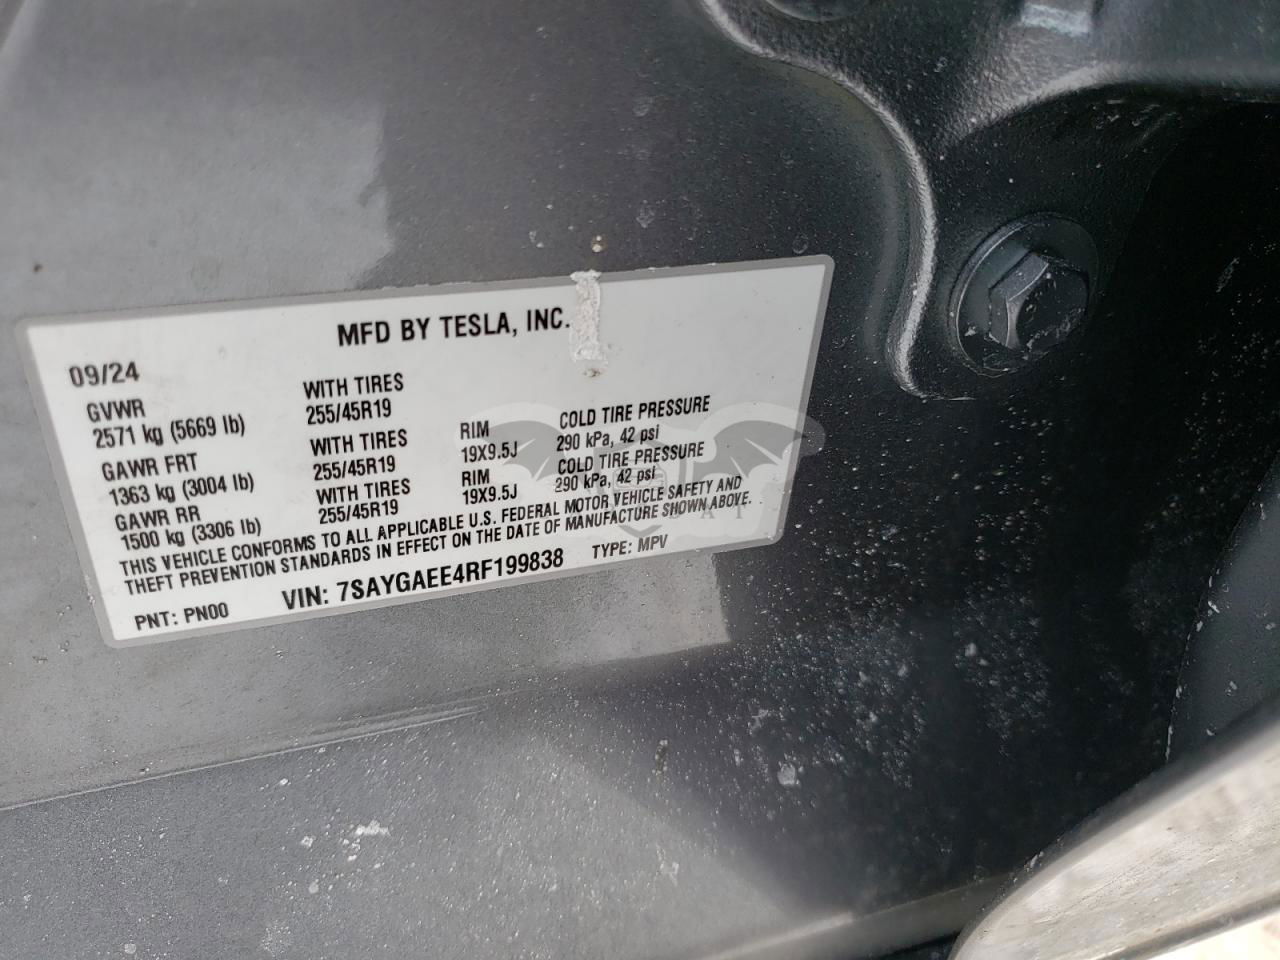 MFD BY TESLA, INC.
09/24
GVWR WITH TIRES
2571 kg (5669 lb) 255/45R19 RIM COLD TIRE PRESSURE
GAWR FRT WITH TIRES 19X9.5J 290 kPa, 42 psi
1363 kg (3004 lb) 255/45R19 RIM COLD TIRE PRESSURE
GAWR RR WITH TIRES 19X9.5J 290 kPa, 42 psi
1500 kg (3306 lb) 255/45R19
THIS VEHICLE CONFORMS TO ALL APPLICABLE U.S. FEDERAL MOTOR VEHICLE SAFETY AND
THEFT PREVENTION STANDARDS IN EFFECT ON THE DATE OF MANUFACTURE SHOWN ABOVE.
PNT: PN00 VIN: 7SAYGAEE4RF199838 TYPE: MPV